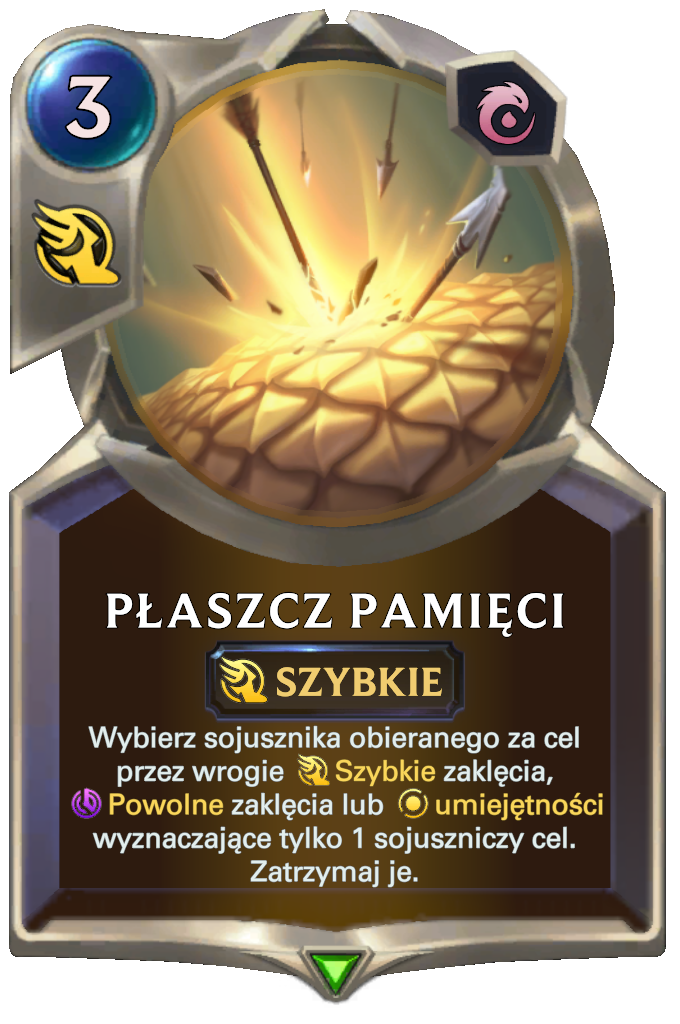 3
PŁASZCZ PAMIĘCI
SZYBKIE
Wybierz sojusznika obieranego za cel
przez wrogie Szybkie zaklęcia,
Powolne zaklęcia lub umiejętności
wyznaczające tylko 1 sojuszniczy cel.
Zatrzymaj je.